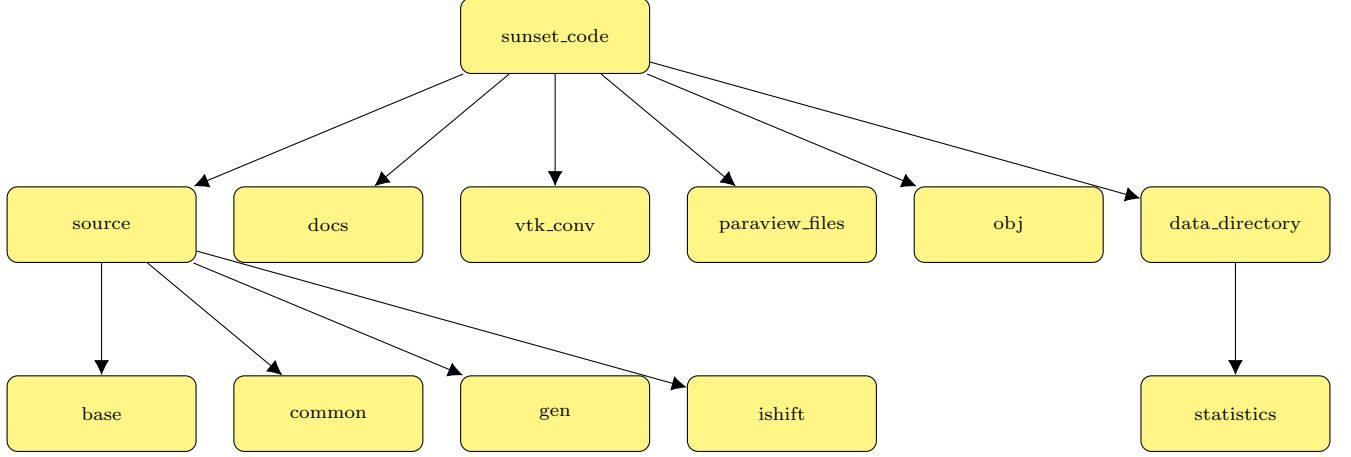 sunset_code
source
docs
vtk_conv
paraview_files
obj
data_directory
base
common
gen
ishift
statistics